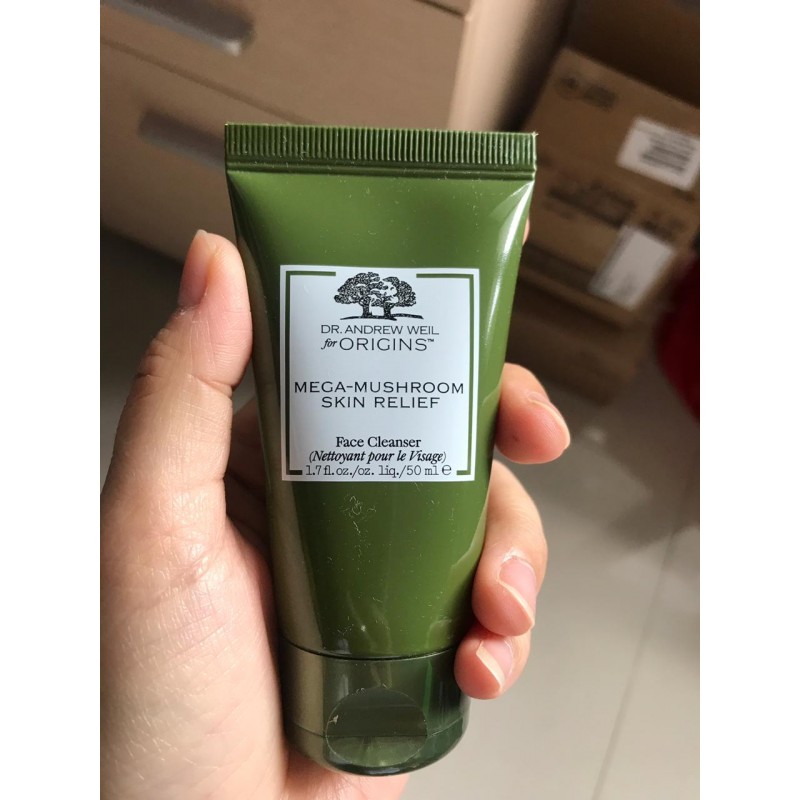 DR. ANDREW WEIL
for ORIGINS™
MEGA-MUSHROOM
SKIN RELIEF
Face Cleanser
(Nettoyant pour le Visage)
1.7 fl.oz./oz. liq./50 ml ℮